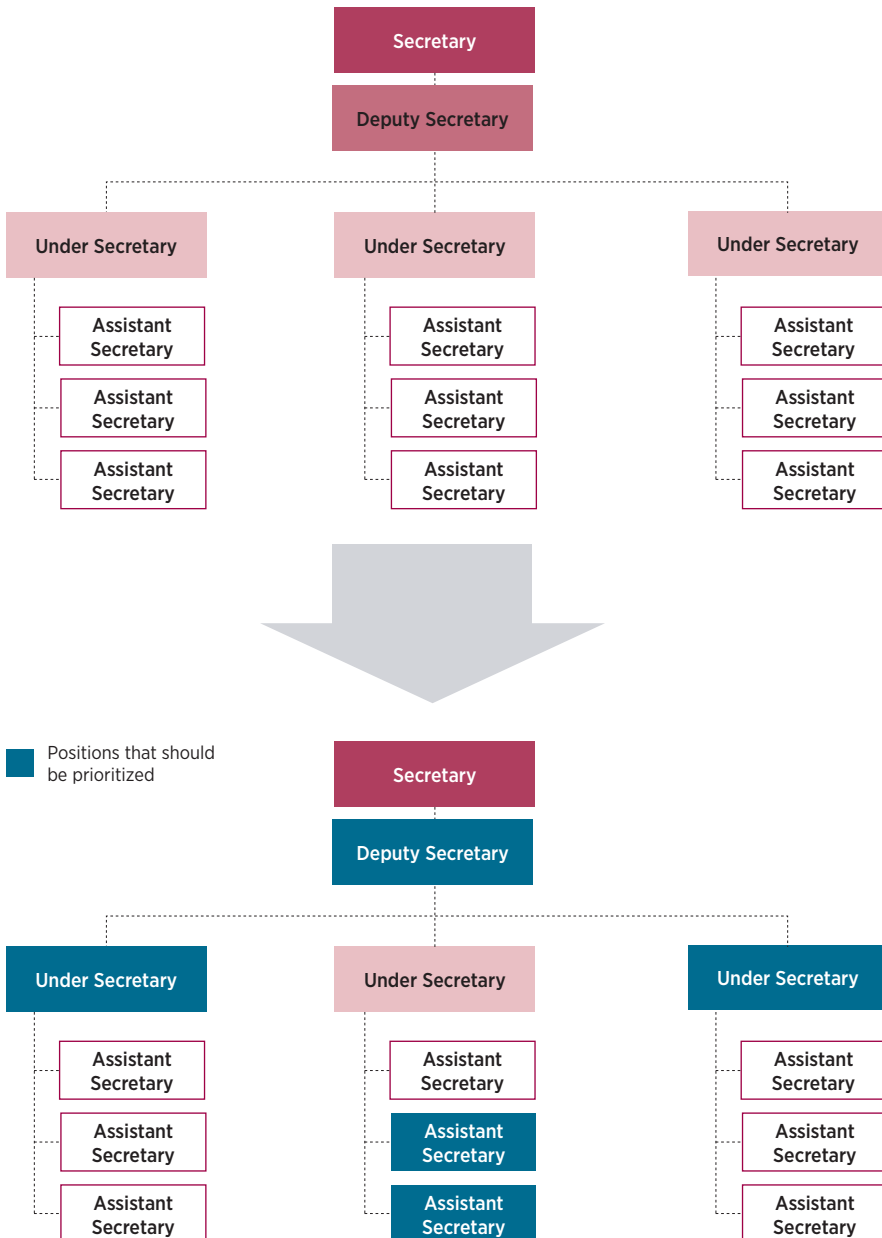 Secretary
Deputy Secretary
Under Secretary
Under Secretary
Under Secretary
Assistant
Secretary
Assistant
Secretary
Assistant
Secretary
Assistant
Secretary
Assistant
Secretary
Assistant
Secretary
Assistant
Secretary
Assistant
Secretary
Assistant
Secretary
Positions that should
be prioritized
Secretary
Deputy Secretary
Under Secretary
Under Secretary
Under Secretary
Assistant
Secretary
Assistant
Secretary
Assistant
Secretary
Assistant
Secretary
Assistant
Secretary
Assistant
Secretary
Assistant
Secretary
Assistant
Secretary
Assistant
Secretary